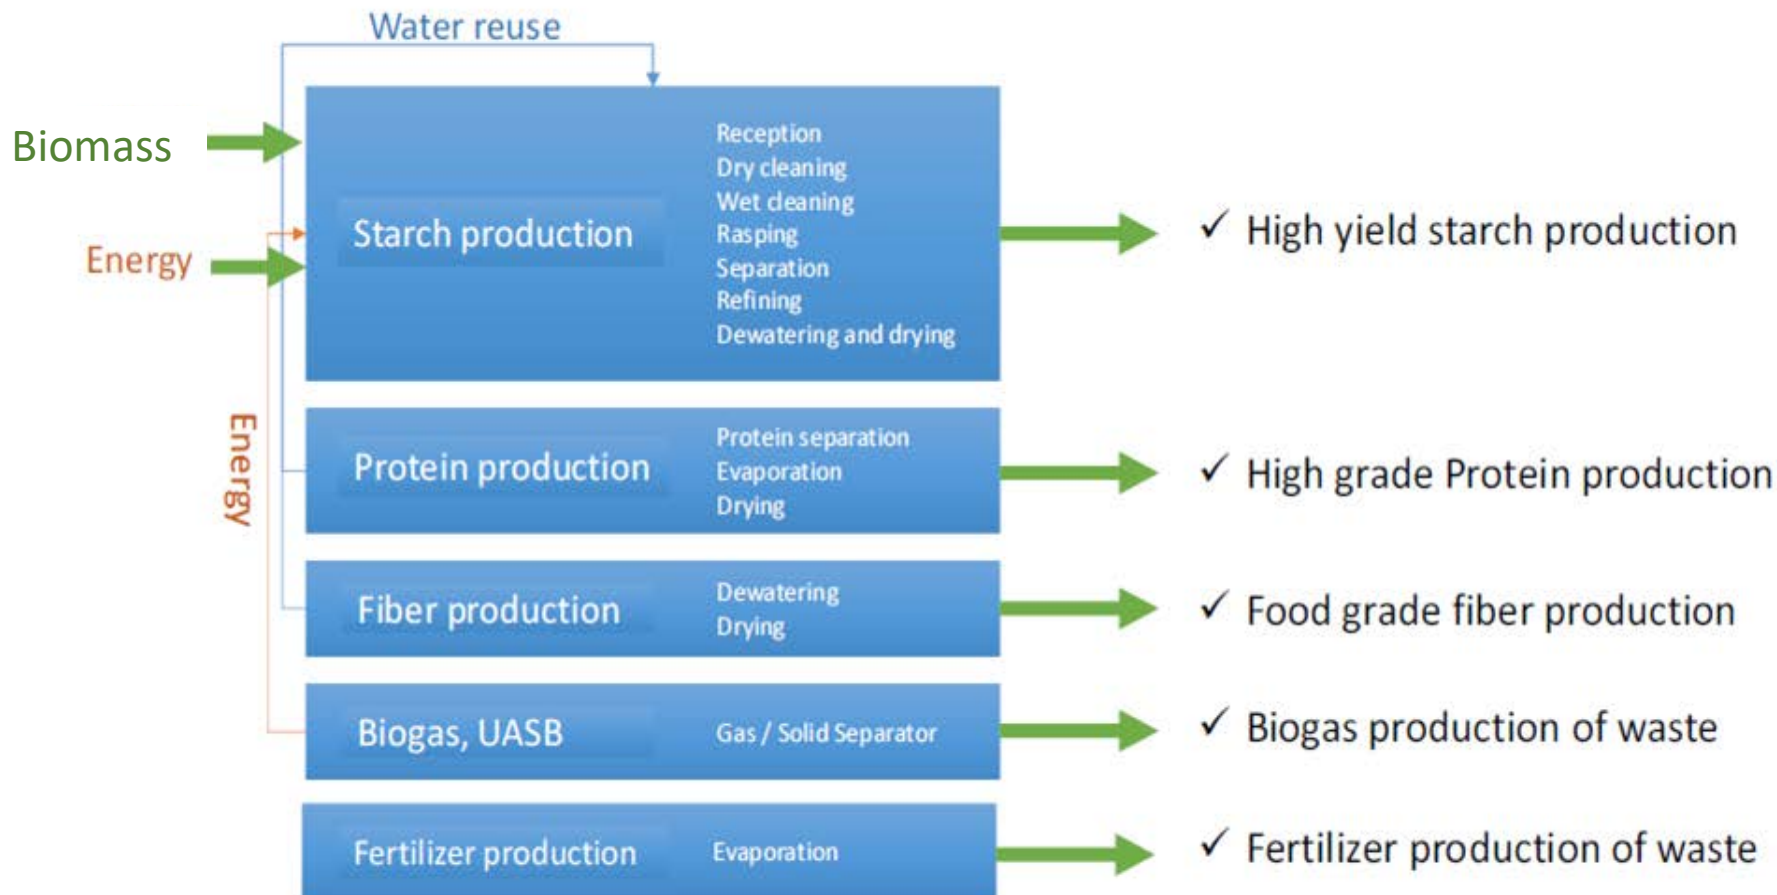 Water reuse
Biomass
Energy
Starch production
Reception
Dry cleaning
Wet cleaning
Rasping
Separation
Refining
Dewatering and drying
✓ High yield starch production
Energy
Protein production
Protein separation
Evaporation
Drying
✓ High grade Protein production
Fiber production
Dewatering
Drying
✓ Food grade fiber production
Biogas, UASB
Gas / Solid Separator
✓ Biogas production of waste
Fertilizer production
Evaporation
✓ Fertilizer production of waste